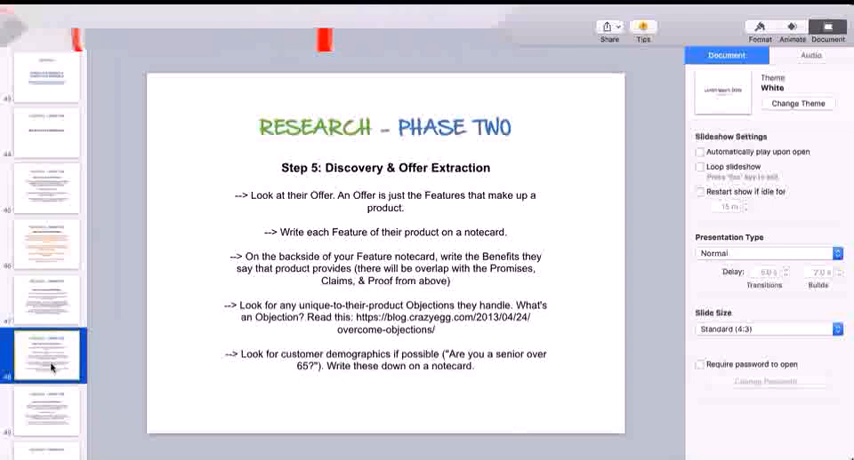 Share
Tips
Format
Animate
Document
Document
Audio
Theme
White
Change Theme
Slideshow Settings
Automatically play upon open
Loop slideshow
Restart show if idle for
15 m
Presentation Type
Normal
Delay:
Transitions
Builds
Slide Size
Standard (4:3)
Require password to open
RESEARCH - PHASE TWO
Step 5: Discovery & Offer Extraction
--> Look at their Offer. An Offer is just the Features that make up a
product.
--> Write each Feature of their product on a notecard.
--> On the backside of your Feature notecard, write the Benefits they
say that product provides (there will be overlap with the Promises,
Claims, & Proof from above)
--> Look for any unique-to-their-product Objections they handle. What's
an Objection? Read this: https://blog.crazyegg.com/2013/04/24/
overcome-objections/
--> Look for customer demographics if possible ("Are you a senior over
65?"). Write these down on a notecard.
44
46
48